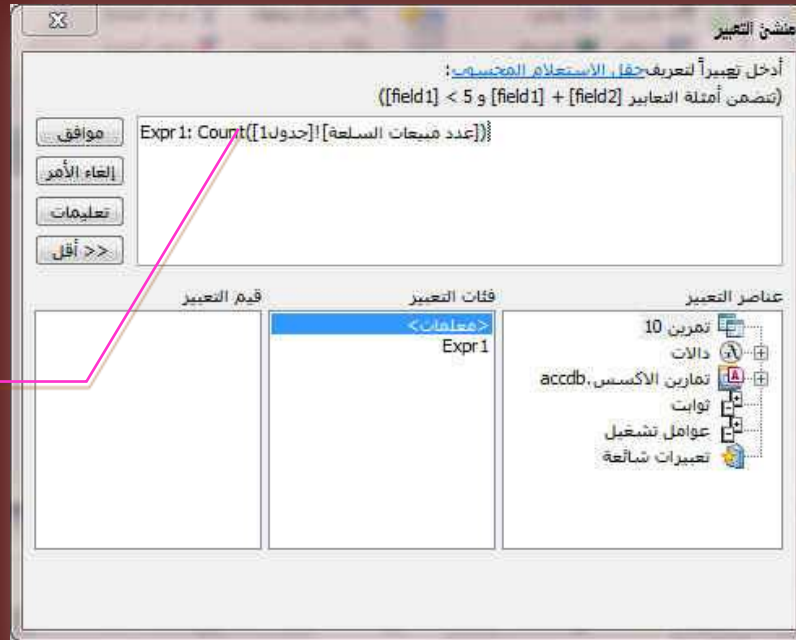 منشئ التعبير
أدخل تعبيراً لتعريف حقل الاستعلام المحسوب:
(تتضمن أمثلة التعابير [field1] + [field2] و [field1] < 5)
Expr1: Count([جدول1]![عدد مبيعات السلعة])
موافق
إلغاء الأمر
تعليمات
<< أقل
عناصر التعبير
تمرين 10
دالات
تمارين الاكسس.accdb
ثوابت
عوامل تشغيل
تعبيرات شائعة
فئات التعبير
<معلمات>
Expr1
قيم التعبير